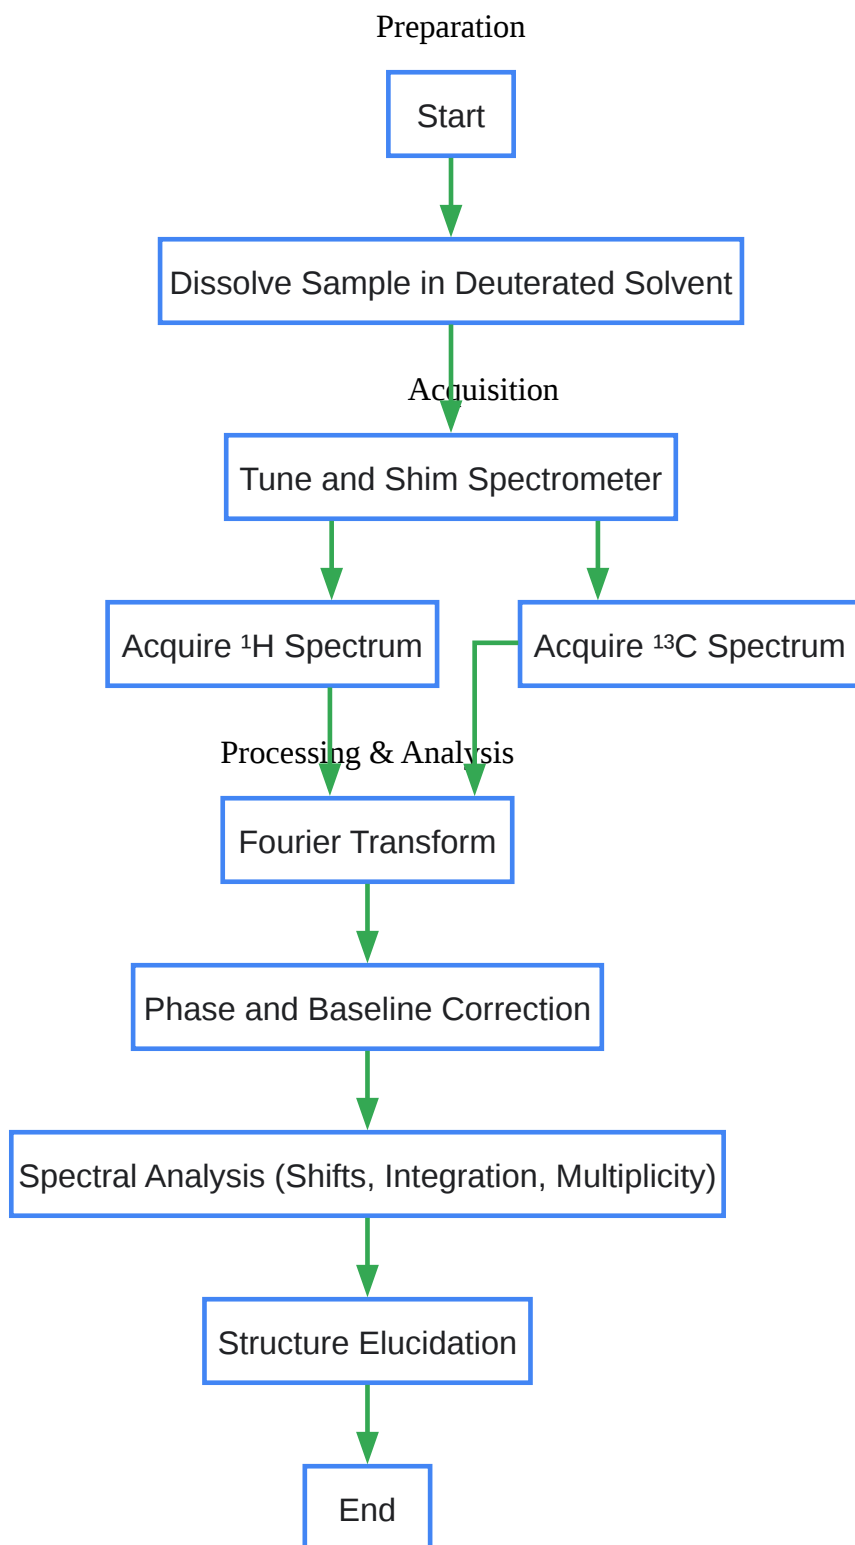 Preparation
Start
Dissolve Sample in Deuterated Solvent
Acquisition
Tune and Shim Spectrometer
Acquire ¹H Spectrum
Acquire ¹³C Spectrum
Processing & Analysis
Fourier Transform
Phase and Baseline Correction
Spectral Analysis (Shifts, Integration, Multiplicity)
Structure Elucidation
End